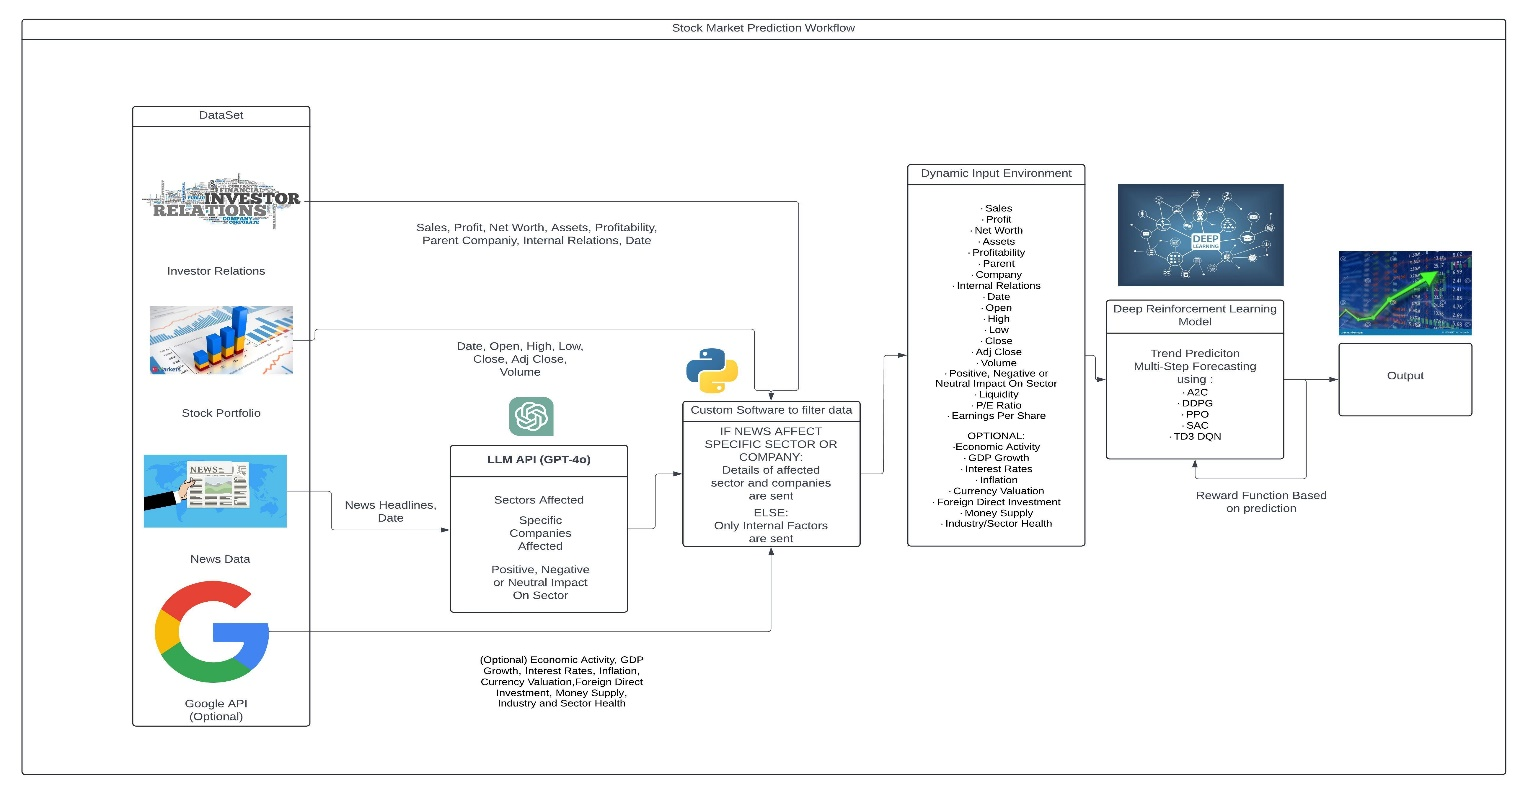 Stock Market Prediction Workflow
DataSet
FINANCIAL
INVESTOR
RELATIONS
COMPANY
CORPORATE
Investor Relations
Stock Portfolio
NEWS
News Data
Google API
(Optional)
Sales, Profit, Net Worth, Assets, Profitability,
Parent Companiy, Internal Relations, Date
Date, Open, High, Low,
Close, Adj Close,
Volume
News Headlines,
Date
LLM API (GPT-4o)
Sectors Affected
Specific
Companies
Affected
Positive, Negative
or Neutral Impact
On Sector
(Optional) Economic Activity, GDP
Growth, Interest Rates, Inflation,
Currency Valuation,Foreign Direct
Investment, Money Supply,
Industry and Sector Health
Custom Software to filter data
IF NEWS AFFECT
SPECIFIC SECTOR OR
COMPANY:
Details of affected
sector and companies
are sent
ELSE:
Only Internal Factors
are sent
Dynamic Input Environment
· Sales
· Profit
· Net Worth
· Assets
· Profitability
· Parent
· Company
· Internal Relations
· Date
· Open
· High
· Low
· Close
· Adj Close
· Volume
· Positive, Negative or
Neutral Impact On Sector
· Liquidity
· P/E Ratio
· Earnings Per Share
OPTIONAL:
·Economic Activity
· GDP Growth
· Interest Rates
· Inflation
· Currency Valuation
· Foreign Direct Investment
· Money Supply
· Industry/Sector Health
DEEP
LEARNING
Deep Reinforcement Learning
Model
Trend Prediciton
Multi-Step Forecasting
using :
· A2C
· DDPG
· PPO
· SAC
· TD3 DQN
Reward Function Based
on prediction
Output